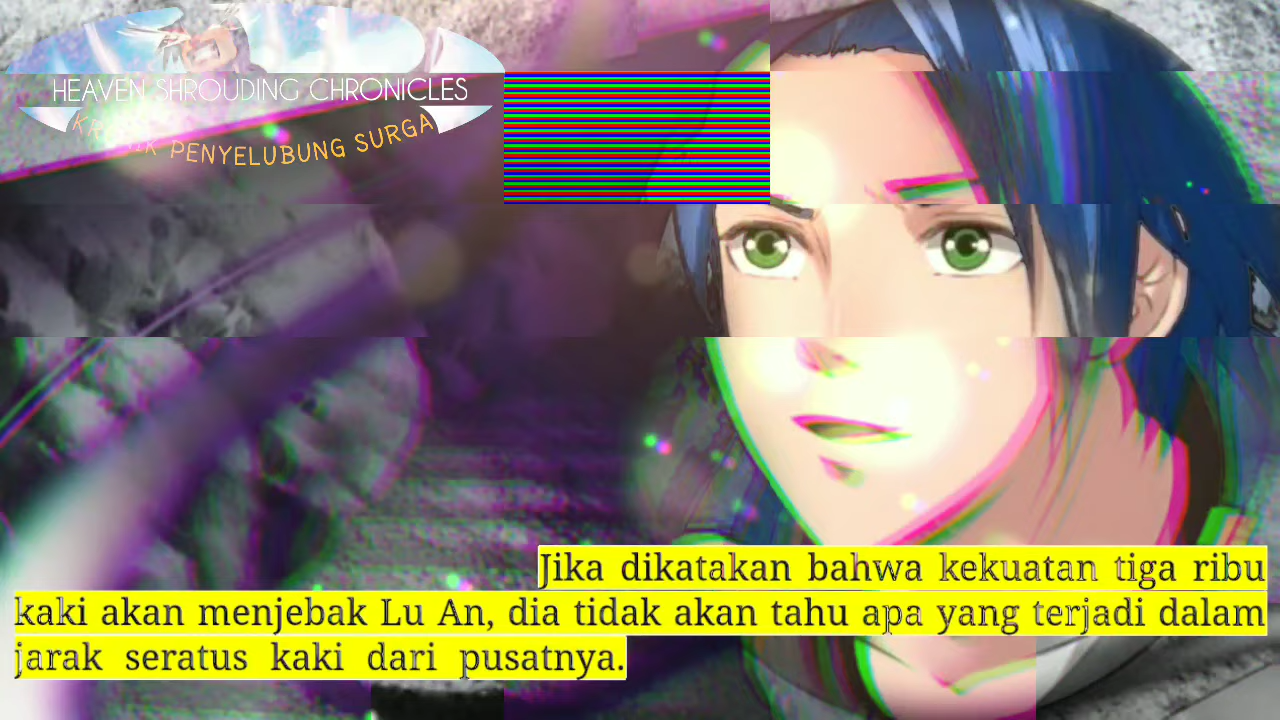 HEAVEN SHROUDING CHRONICLES
PENYELUBUNG SURGA
Jika dikatakan bahwa kekuatan tiga ribu
kaki akan menjebak Lu An, dia tidak akan tahu apa yang terjadi dalam
jarak seratus kaki dari pusatnya.